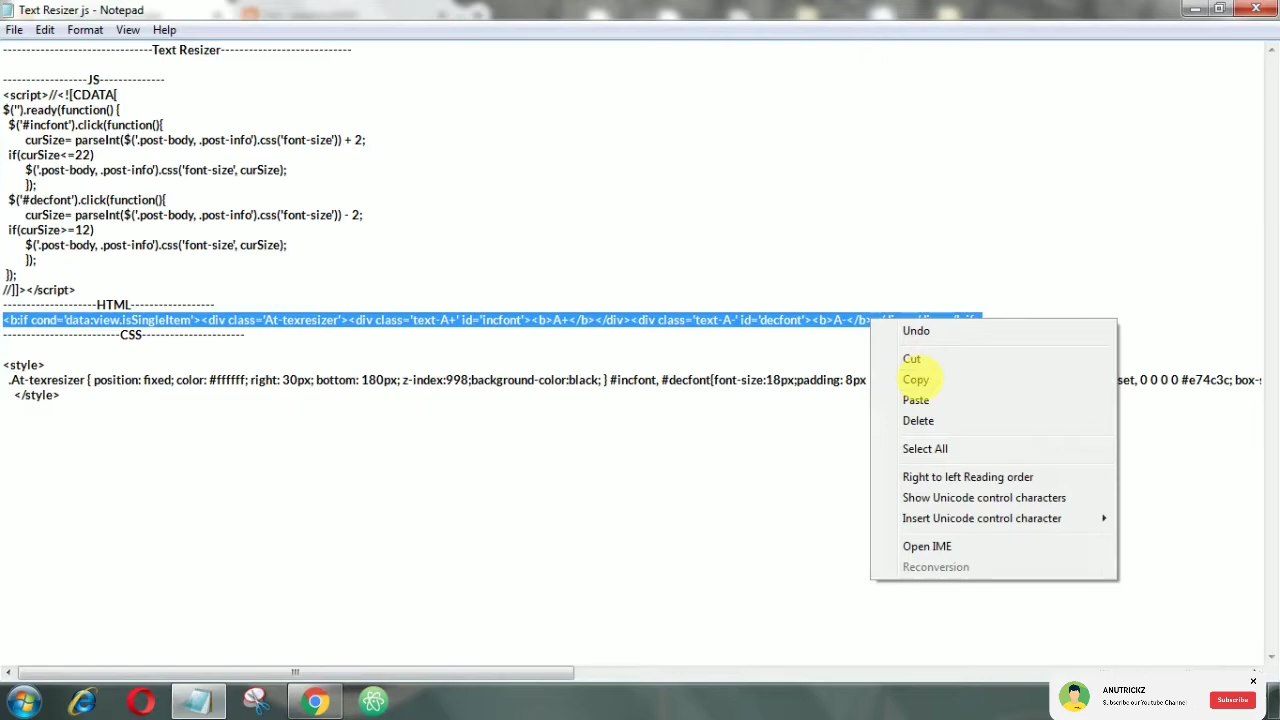 Text Resizer.js - Notepad
File Edit Format View Help
--------------------------------Text Resizer----------------------------
------------------JS--------------
<script>//<![CDATA[
$('').ready(function() {
$('#incfont').click(function(){
curSize= parseInt($('.post-body, .post-info').css('font-size')) + 2;
if(curSize<=22)
$('.post-body, .post-info').css('font-size', curSize);
});
$('#decfont').click(function(){
curSize= parseInt($('.post-body, .post-info').css('font-size')) - 2;
if(curSize>=12)
$('.post-body, .post-info').css('font-size', curSize);
});
});
//]]></script>
--------------------HTML------------------
<b:if cond='data:view.isSingleItem'><div class='At-texresizer'><div class='text-A+' id='incfont'><b>A+</b></div><div class='text-A-' id='decfont'><b>A-</b>
-------------------------CSS----------------------
<style>
.At-texresizer { position: fixed; color: #ffffff; right: 30px; bottom: 180px; z-index:998;background-color:black; } #incfont, #decfont{font-size:18px;padding: 8px set, 0 0 0 0 #e74c3c; box-
</style>
Undo
Cut
Copy
Paste
Delete
Select All
Right to left Reading order
Show Unicode control characters
Insert Unicode control character
Open IME
Reconversion
ANUTRICKZ
Subscribe our Youtube Channel
Subscribe